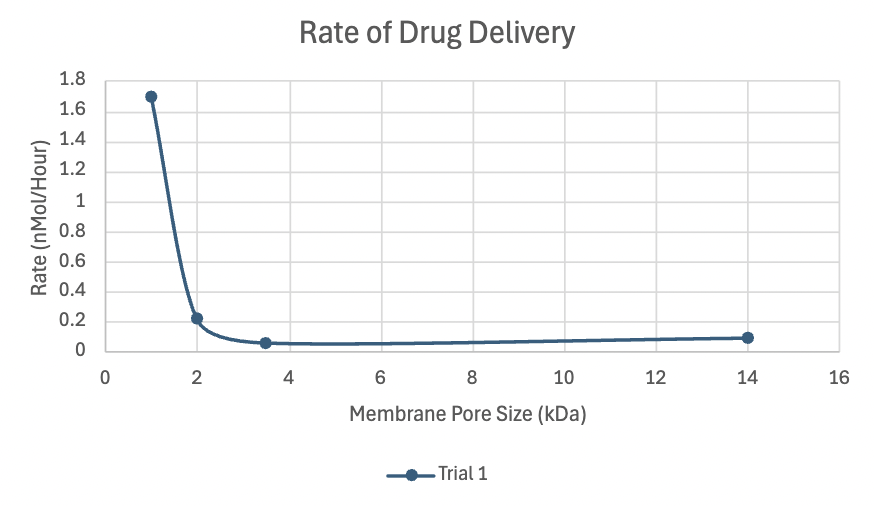 Rate of Drug Delivery
Rate (nMol/Hour)
1.8
1.6
1.4
1.2
1
0.8
0.6
0.4
0.2
0
0 2 4 6 8 10 12 14 16
Membrane Pore Size (kDa)
Trial 1